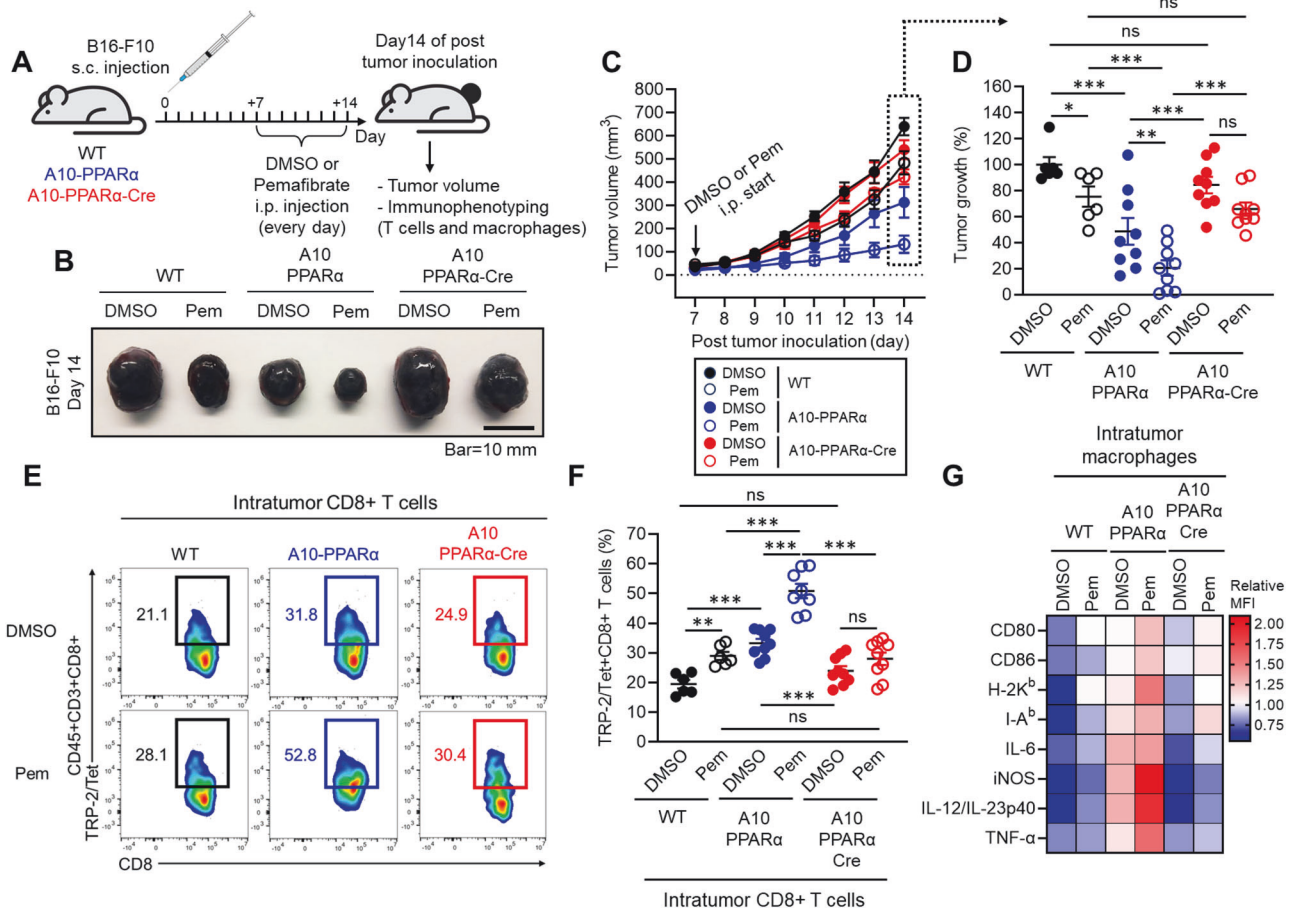 A
B16-F10
s.c. injection
0
+7
+14
Day
WT
A10-PPARα
A10-PPARα-Cre
DMSO or
Pemafibrate
i.p. injection
(every day)
Day14 of post
tumor inoculation
- Tumor volume
- Immunophenotyping
(T cells and macrophages)
B
WT
A10
PPARα
A10
PPARα-Cre
DMSO Pem DMSO Pem DMSO Pem
B16-F10
Day 14
Bar=10 mm
C
Tumor volume (mm³)
800
700
600
500
400
300
200
100
0
DMSO or Pem
i.p. start
7 8 9 10 11 12 13 14
Post tumor inoculation (day)
DMSO
Pem
WT
DMSO
Pem
A10-PPARα
DMSO
Pem
A10-PPARα-Cre
D
ns
ns
***
*** *** ***
* ** ns
Tumor growth (%)
160
140
120
100
80
60
40
20
0
DMSO Pem DMSO Pem DMSO Pem
WT
A10
PPARα
A10
PPARα-Cre
E
Intratumor CD8+ T cells
WT
A10-PPARα
A10
PPARα-Cre
DMSO
21.1
31.8
24.9
Pem
28.1
52.8
30.4
CD45+CD3+CD8+
TRP-2/Tet
CD8
F
ns
***
*** ***
***
** ns
***
ns
TRP-2/Tet+CD8+ T cells (%)
70
60
50
40
30
20
10
0
DMSO Pem DMSO Pem DMSO Pem
WT
A10
PPARα
A10
PPARα
Cre
Intratumor CD8+ T cells
G
Intratumor
macrophages
WT
A10
PPARα
A10
PPARα
Cre
DMSO Pem DMSO Pem DMSO Pem
CD80
CD86
H-2Kᵇ
I-Aᵇ
IL-6
iNOS
IL-12/IL-23p40
TNF-α
Relative
MFI
2.00
1.75
1.50
1.25
1.00
0.75